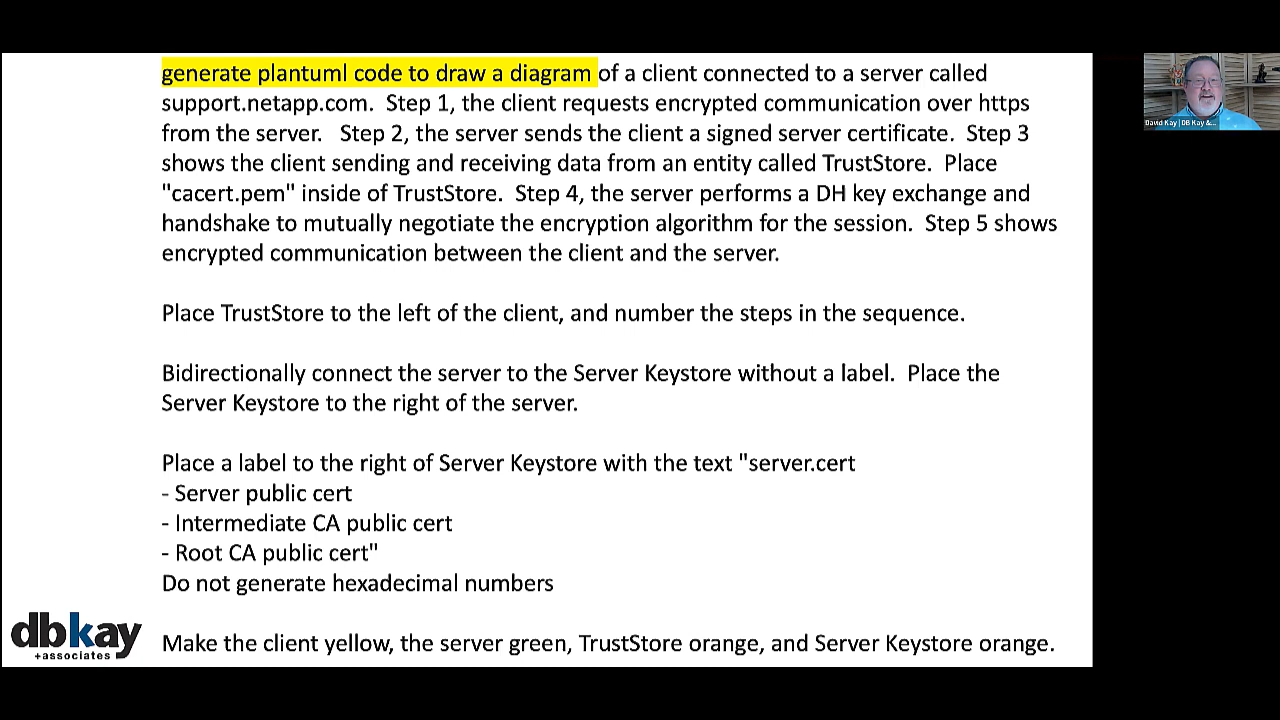 generate plantuml code to draw a diagram of a client connected to a server called
support.netapp.com.  Step 1, the client requests encrypted communication over https
from the server.   Step 2, the server sends the client a signed server certificate.  Step 3
shows the client sending and receiving data from an entity called TrustStore.  Place
"cacert.pem" inside of TrustStore.  Step 4, the server performs a DH key exchange and
handshake to mutually negotiate the encryption algorithm for the session.  Step 5 shows
encrypted communication between the client and the server.
Place TrustStore to the left of the client, and number the steps in the sequence.
Bidirectionally connect the server to the Server Keystore without a label.  Place the
Server Keystore to the right of the server.
Place a label to the right of Server Keystore with the text "server.cert
- Server public cert
- Intermediate CA public cert
- Root CA public cert"
Do not generate hexadecimal numbers
Make the client yellow, the server green, TrustStore orange, and Server Keystore orange.
dbkay
+associates
David Kay | DB Kay &...